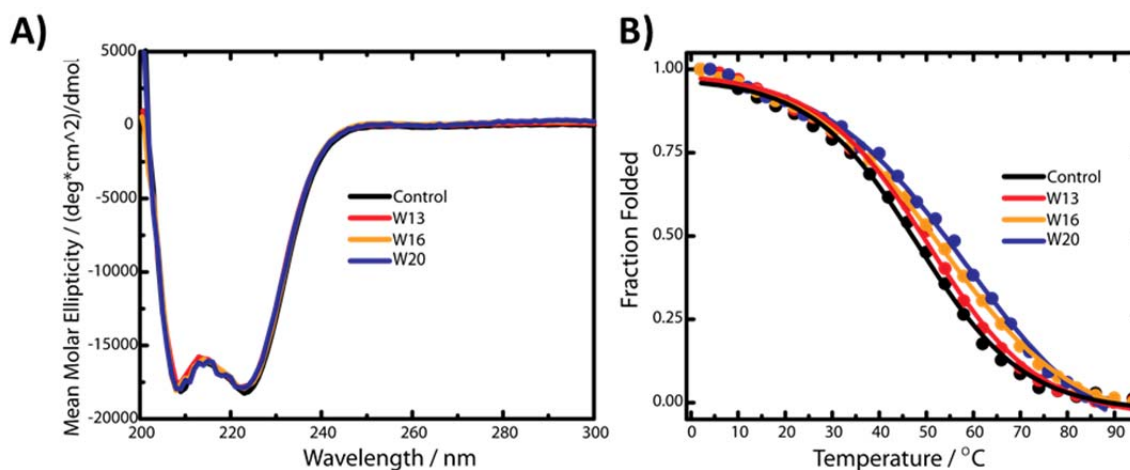 A)
Mean Molar Ellipticity / (deg*cm^2)/dmol
5000
0
-5000
-10000
-15000
-20000
200
220
240
260
280
300
Wavelength / nm
Control
W13
W16
W20
B)
Fraction Folded
1.00
0.75
0.50
0.25
0.00
0
10
20
30
40
50
60
70
80
90
Temperature / °C
Control
W13
W16
W20